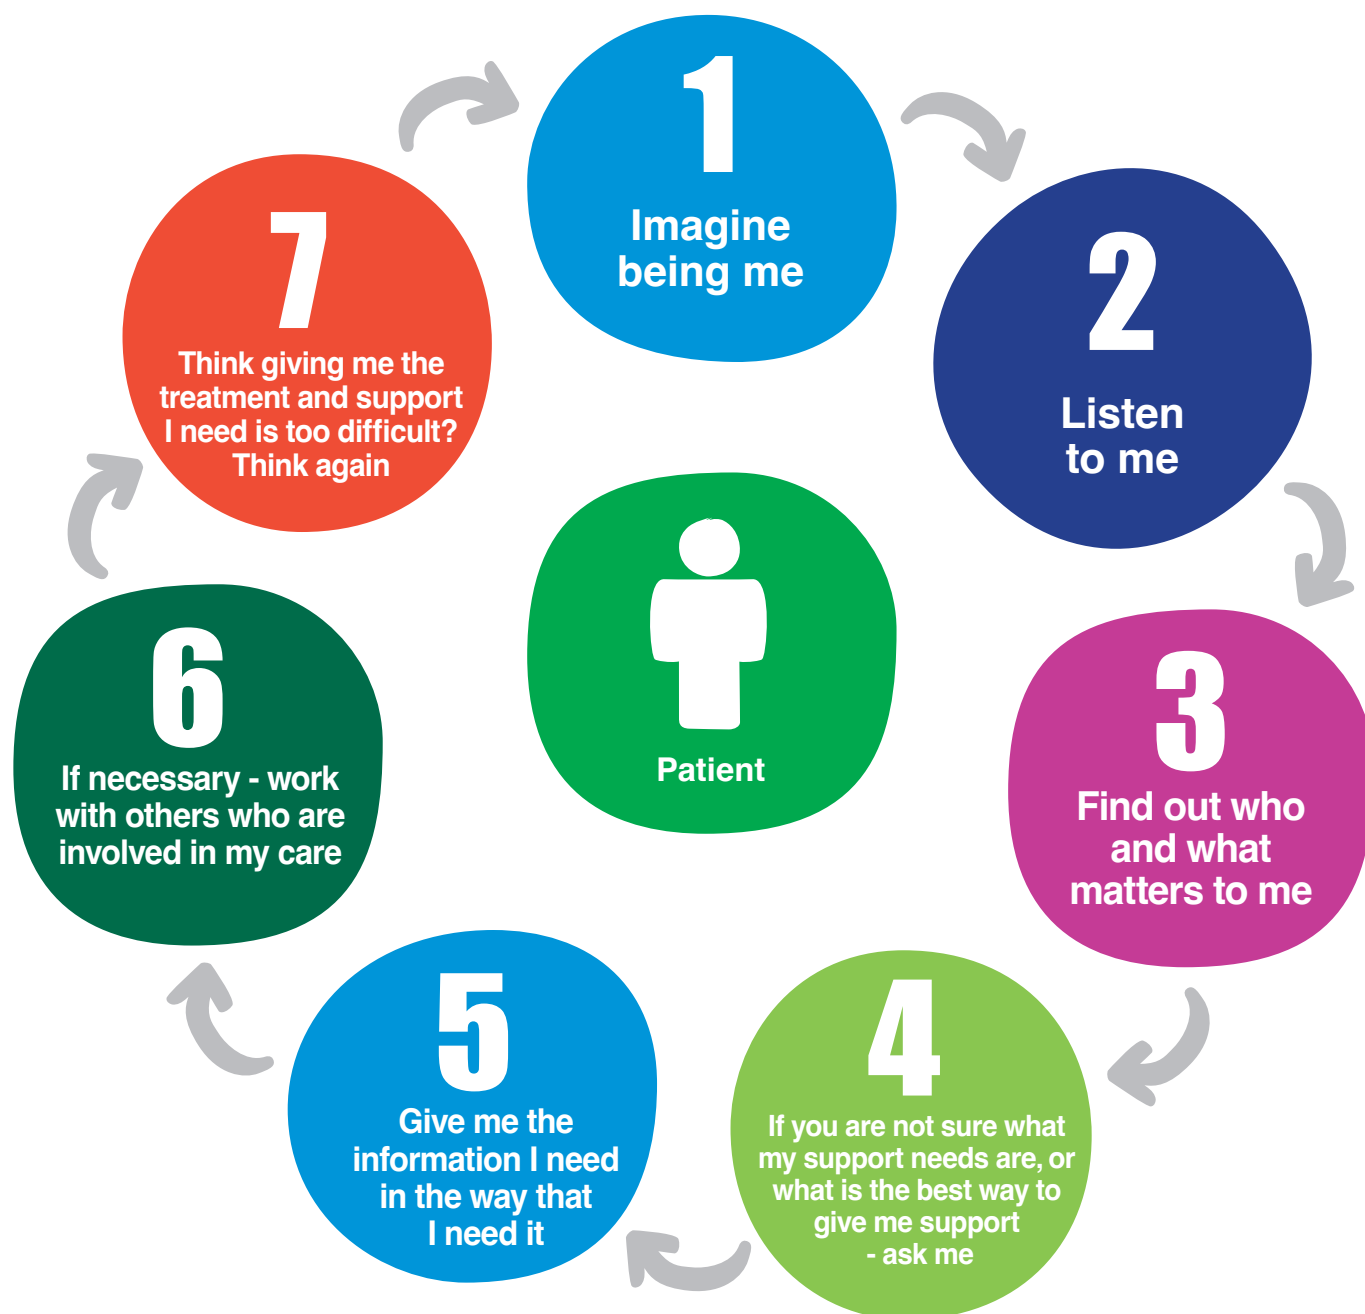 1
Imagine
being me
2
Listen
to me
3
Find out who
and what
matters to me
4
If you are not sure what
my support needs are, or
what is the best way to
give me support
- ask me
5
Give me the
information I need
in the way that
I need it
6
If necessary - work
with others who are
involved in my care
7
Think giving me the
treatment and support
I need is too difficult?
Think again
Patient